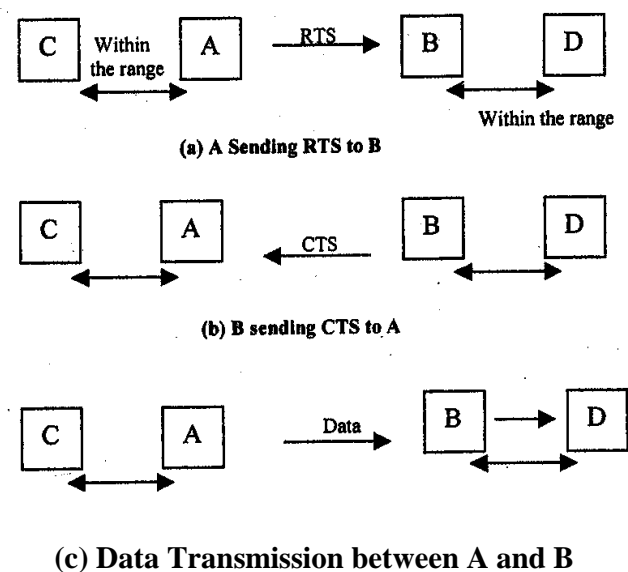 C Within the range A RTS B D
Within the range
(a) A Sending RTS to B
C A CTS B D
(b) B sending CTS to A
C A Data B D
(c) Data Transmission between A and B